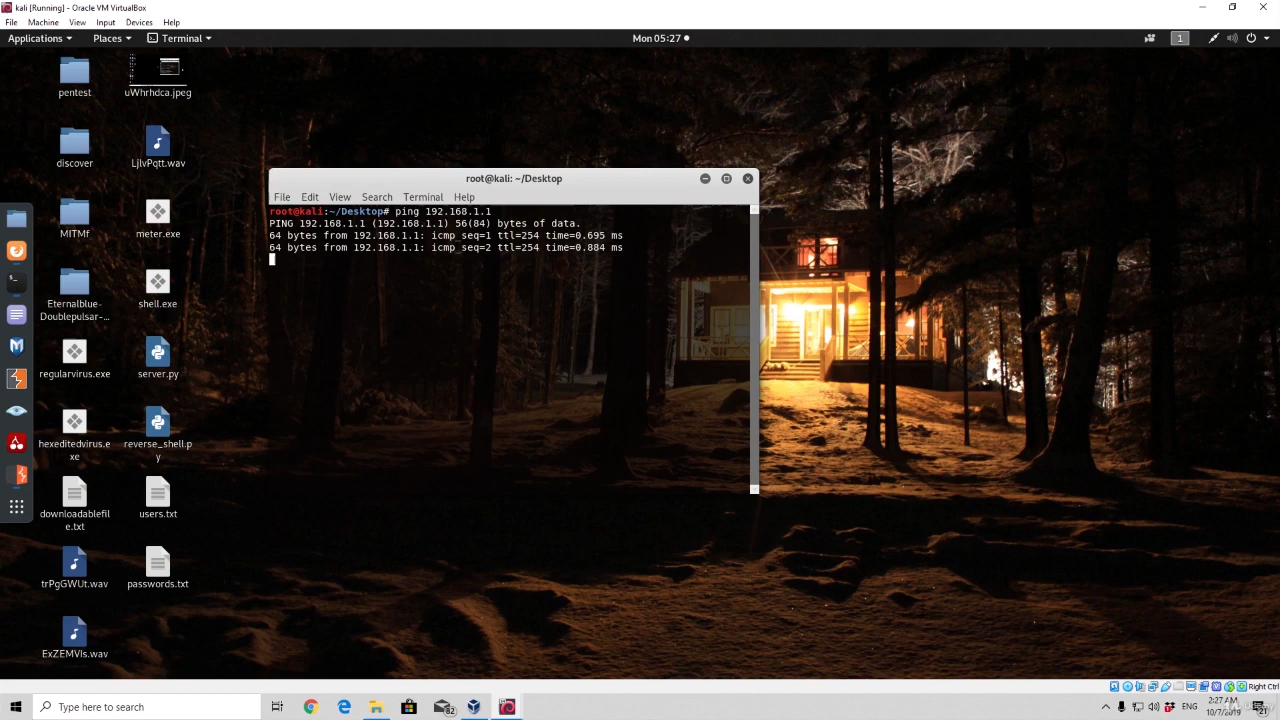 kali [Running] - Oracle VM VirtualBox
File Machine View Input Devices Help
Applications Places Terminal Mon 05:27 1
pentest
uWhrhdca.jpeg
discover
LjlvPqtt.wav
MITMf
meter.exe
Eternalblue-
Doublepulsar-...
shell.exe
regularvirus.exe
server.py
hexeditedvirus.e
xe
reverse_shell.p
y
downloadablefil
e.txt
users.txt
trPgGWUt.wav
passwords.txt
ExZEMVIs.wav
root@kali: ~/Desktop
File Edit View Search Terminal Help
root@kali:~/Desktop# ping 192.168.1.1
PING 192.168.1.1 (192.168.1.1) 56(84) bytes of data.
64 bytes from 192.168.1.1: icmp_seq=1 ttl=254 time=0.695 ms
64 bytes from 192.168.1.1: icmp_seq=2 ttl=254 time=0.884 ms
Right Ctrl
Type here to search
82
ENG
2:27 AM
10/7/2019
21